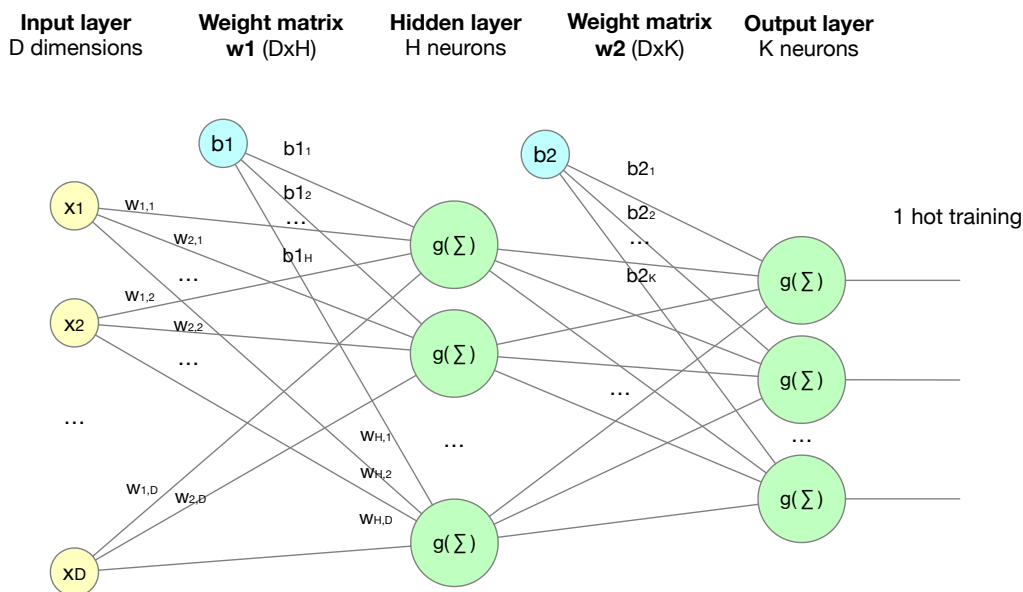 Input layer
D dimensions
Weight matrix
w1 (DxH)
Hidden layer
H neurons
Weight matrix
w2 (DxK)
Output layer
K neurons
b1
b1₁
b1₂
...
b1H
b2
b2₁
b2₂
...
b2K
1 hot training
x1
w1,1
w2,1
...
x2
w1,2
w2,2
...
...
xD
w1,D
w2,D
wH,1
wH,2
wH,D
g(∑)
g(∑)
...
g(∑)
...
g(∑)
g(∑)
...
g(∑)